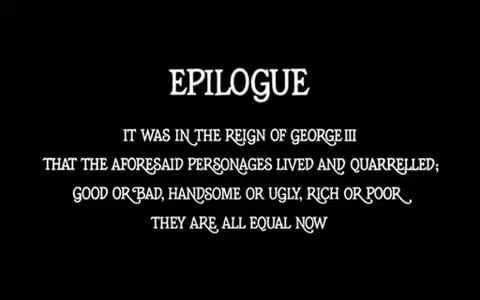 EPILOGUE
IT WAS IN THE REIGN OF GEORGE III
THAT THE AFORESAID PERSONAGES LIVED AND QUARRELLED;
GOOD OR BAD, HANDSOME OR UGLY, RICH OR POOR
THEY ARE ALL EQUAL NOW